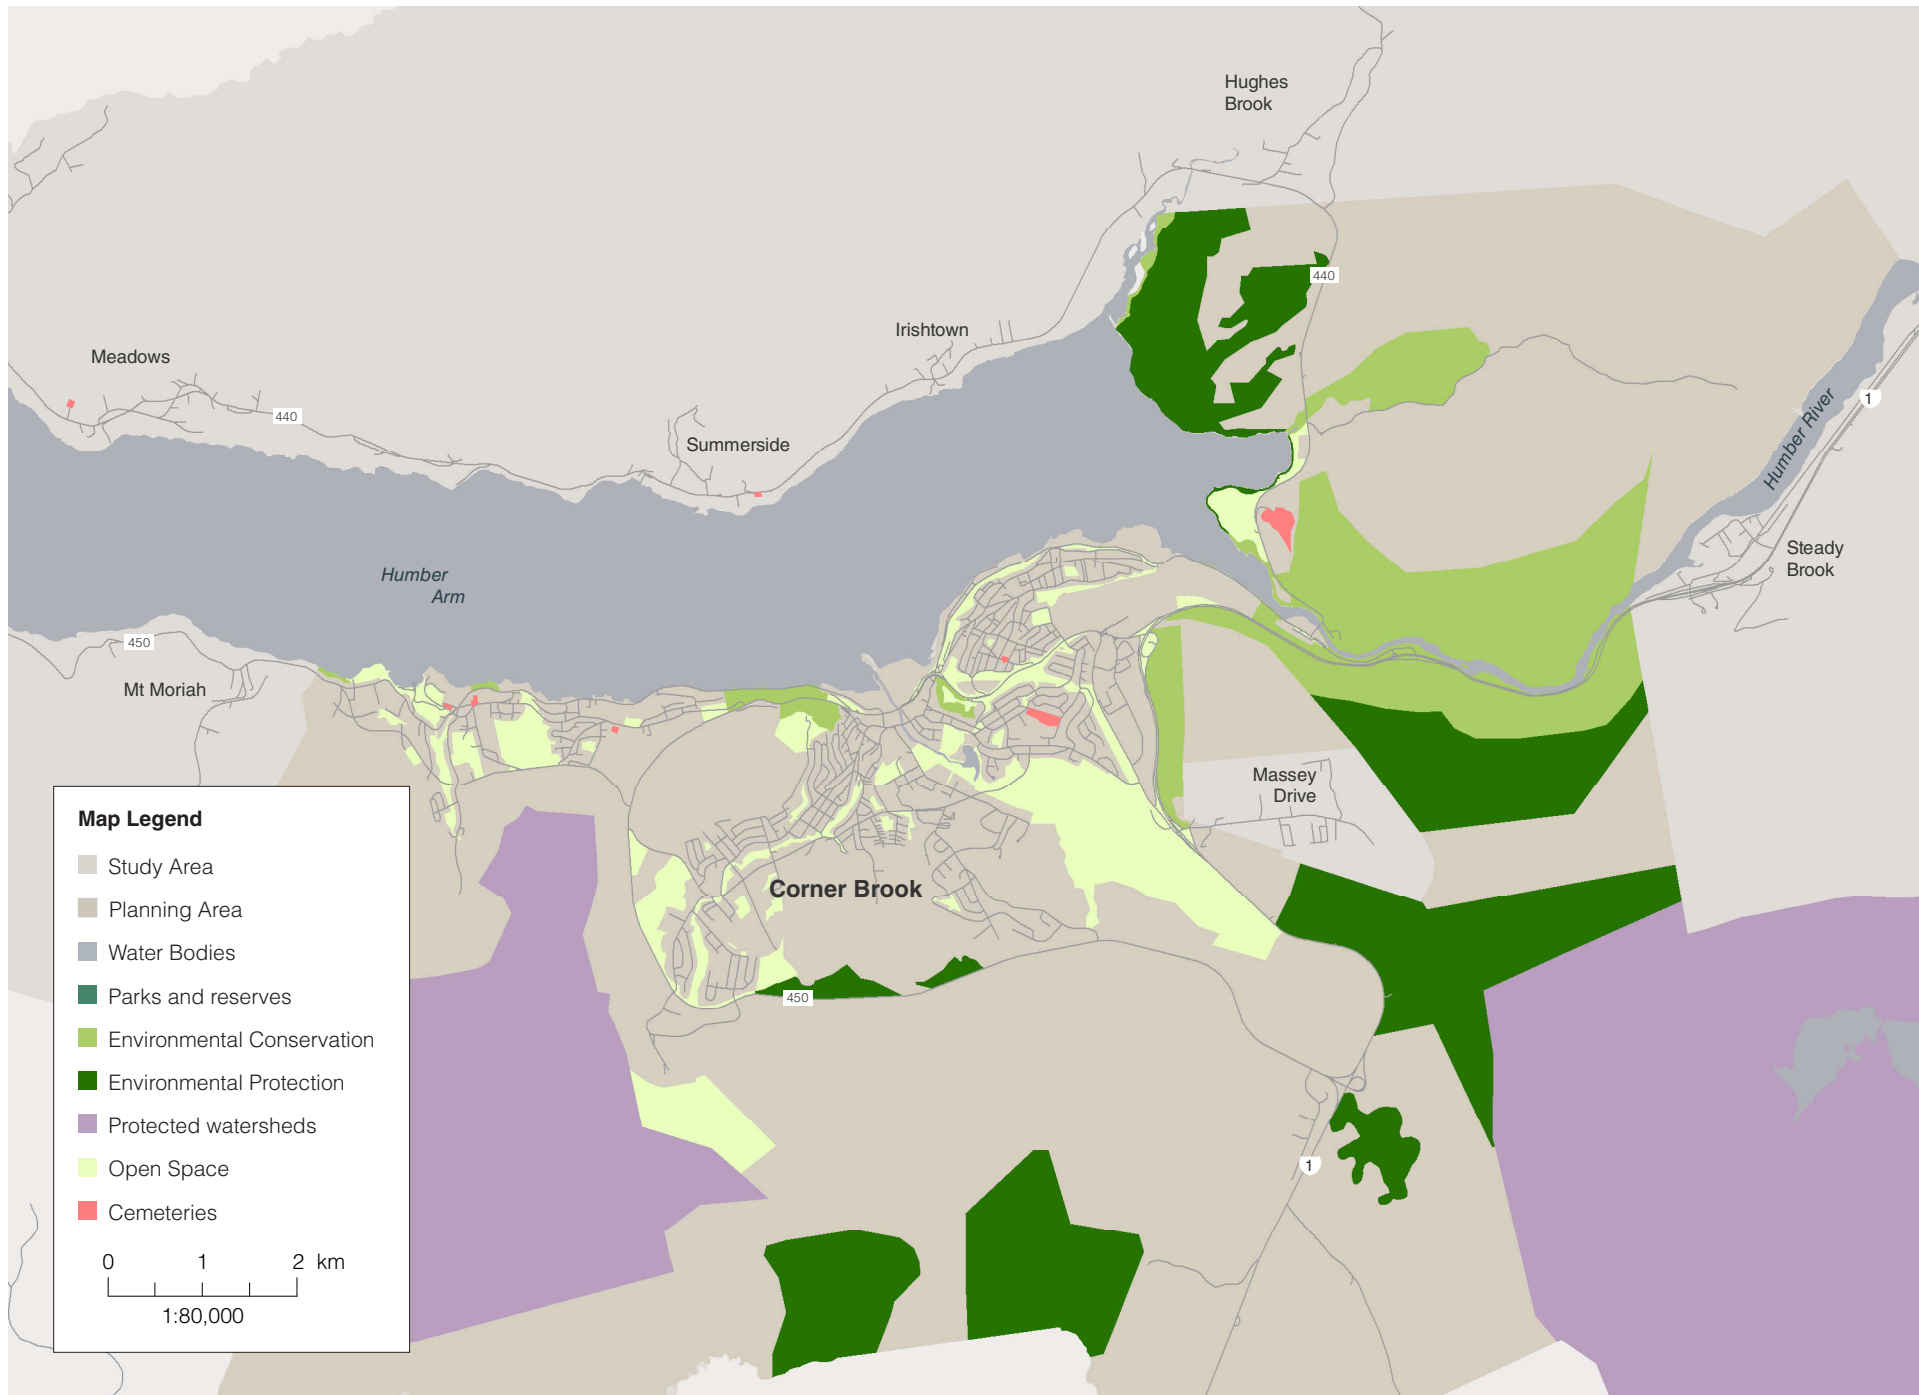 Hughes
Brook
440
Irishtown
Meadows
440
Summerside
Humber River
1
Steady
Brook
Humber
Arm
450
Mt Moriah
Massey
Drive
Corner Brook
450
1
Map Legend
Study Area
Planning Area
Water Bodies
Parks and reserves
Environmental Conservation
Environmental Protection
Protected watersheds
Open Space
Cemeteries
0 1 2 km
1:80,000